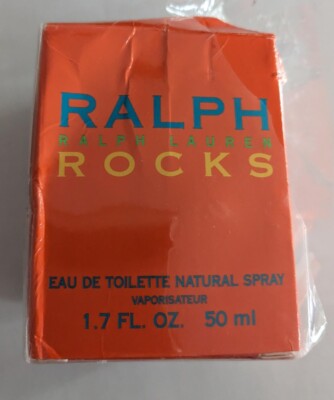 RALPH
RALPH LAUREN
ROCKS
EAU DE TOILETTE NATURAL SPRAY
VAPORISATEUR
1.7 FL. OZ. 50 ml